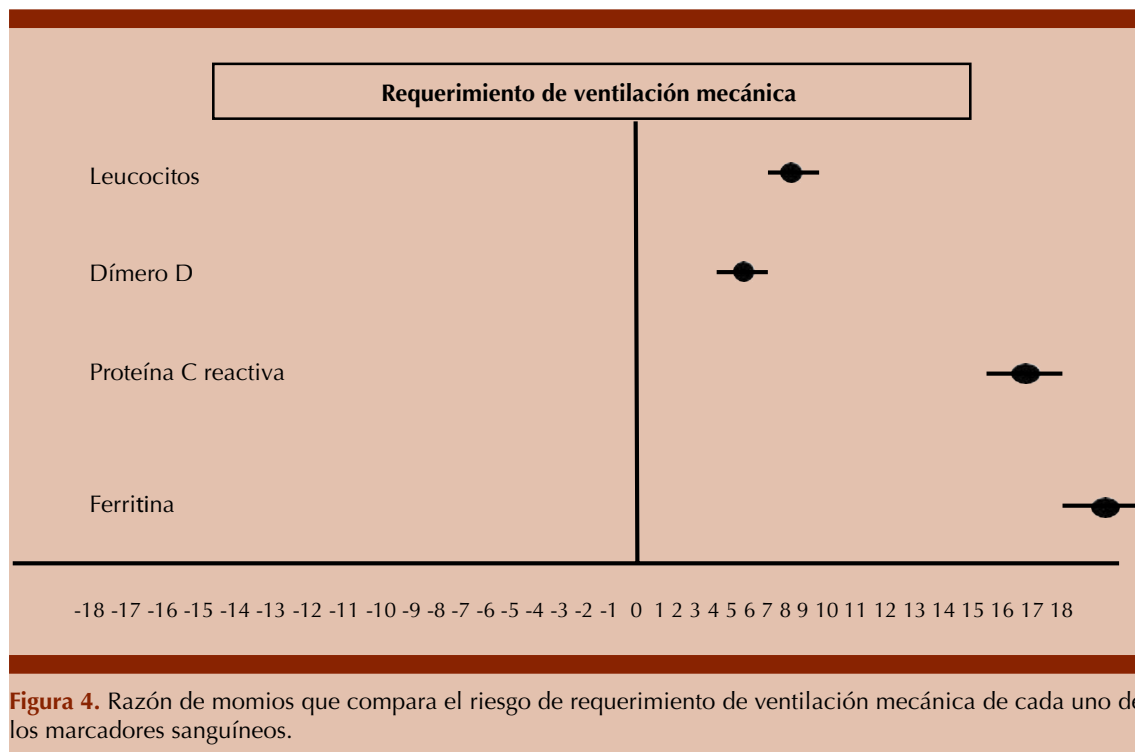 Requerimiento de ventilación mecánica
Leucocitos
Dímero D
Proteína C reactiva
Ferritina
-18 -17 -16 -15 -14 -13 -12 -11 -10 -9 -8 -7 -6 -5 -4 -3 -2 -1 0 1 2 3 4 5 6 7 8 9 10 11 12 13 14 15 16 17 18
Figura 4. Razón de momios que compara el riesgo de requerimiento de ventilación mecánica de cada uno de
los marcadores sanguíneos.